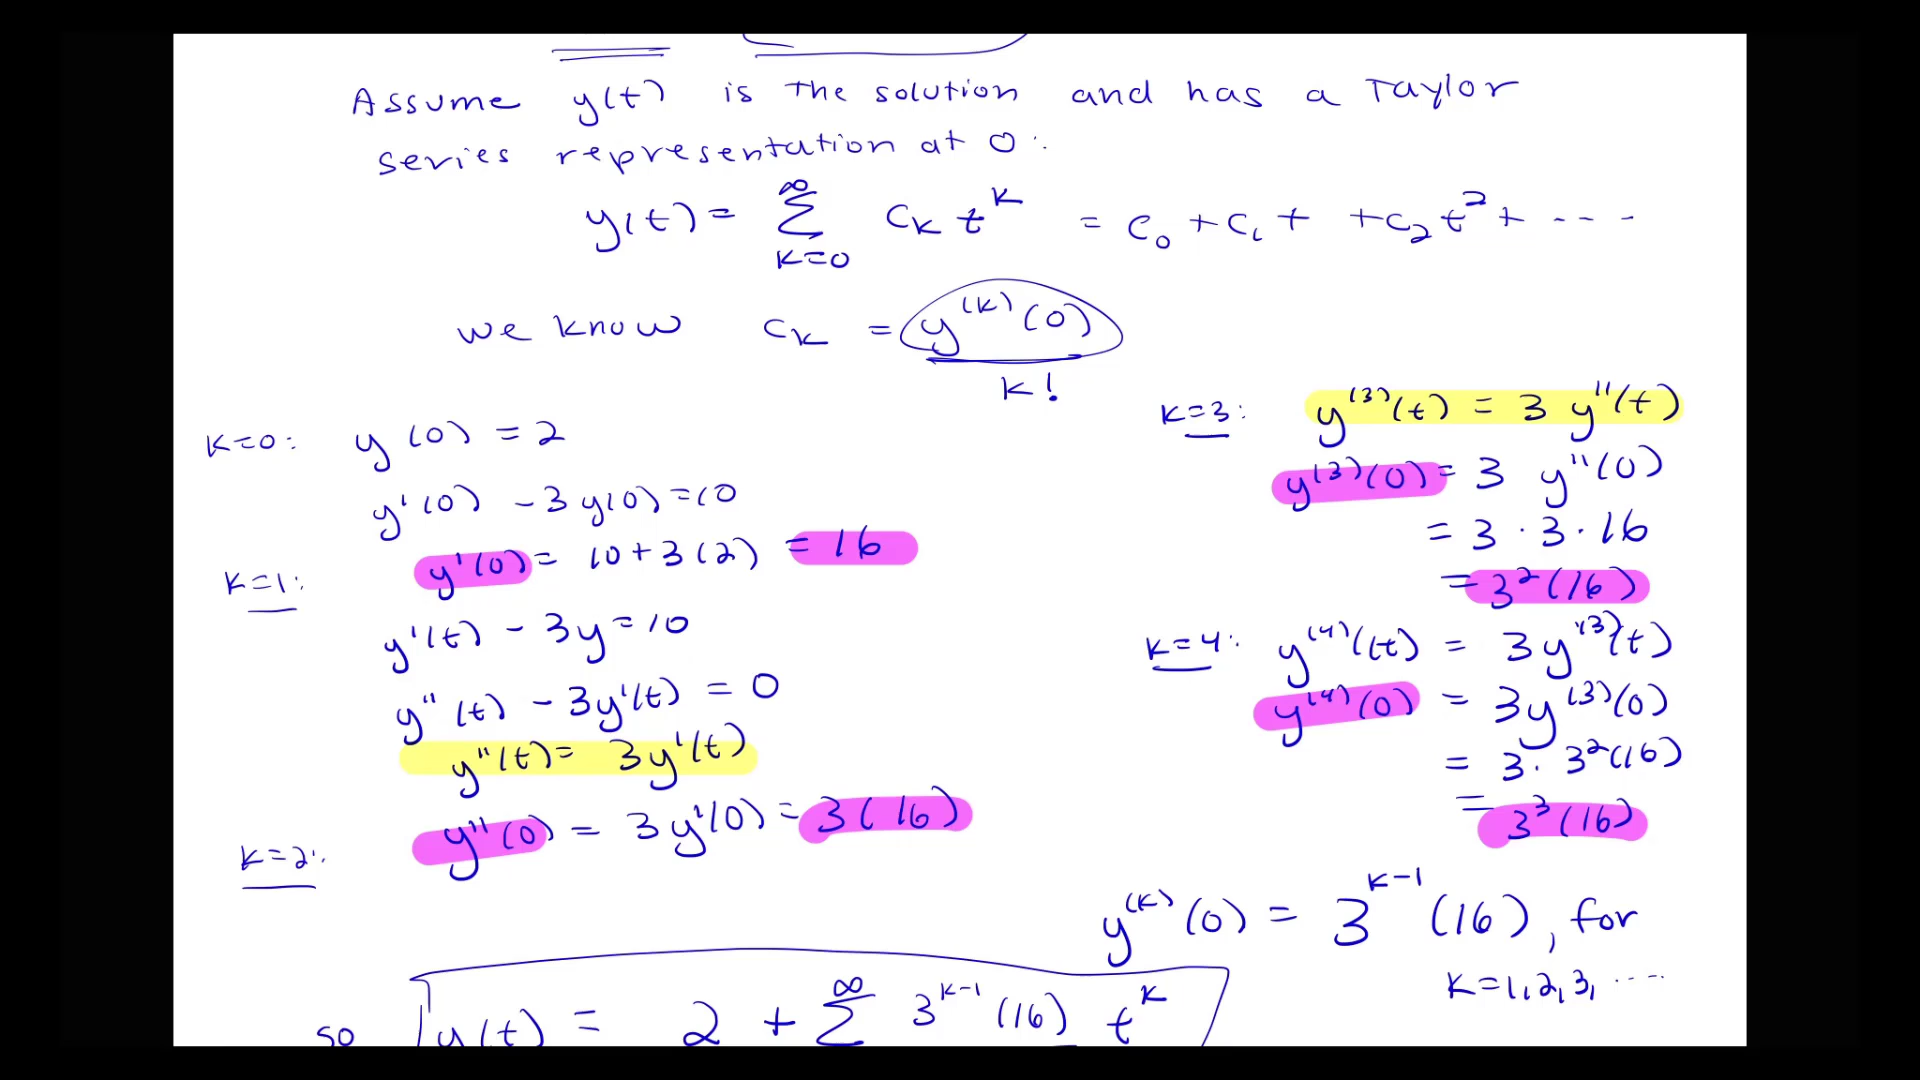 Assume y(t) is the solution and has a Taylor
series representation at 0:
y(t) = ∞ Σ K=0 C_K t^K = C_0 + C_1 t + C_2 t^2 + ---
we know C_K = y^(K)(0) / K!
K=0: y(0) = 2
y'(0) - 3y(0) = 10
K=1: y'(0) = 10 + 3(2) = 16
y'(t) - 3y = 10
y''(t) - 3y'(t) = 0
y''(t) = 3y'(t)
K=2: y''(0) = 3y'(0) = 3(16)
K=3: y^(3)(t) = 3 y''(t)
y^(3)(0) = 3 y''(0)
= 3 · 3 · 16
= 3^2(16)
K=4: y^(4)(t) = 3y^(3)(t)
y^(4)(0) = 3y^(3)(0)
= 3 · 3^2(16)
= 3^3(16)
y^(K)(0) = 3^(K-1) (16), for
K=1,2,3, ....
so y(t) = 2 + ∞ Σ 3^(K-1) (16) t^K